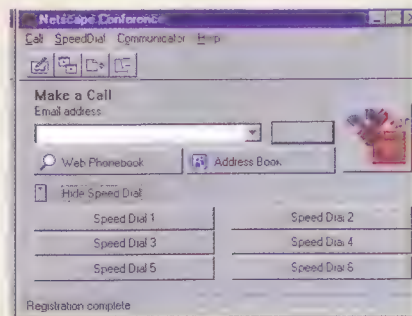 Netscape Conference
Call SpeedDial Communicator Help
Make a Call
Email address:
Web Phonebook Address Book
Hide Speed Dial
Speed Dial 1 Speed Dial 2
Speed Dial 3 Speed Dial 4
Speed Dial 5 Speed Dial 6
Registration complete